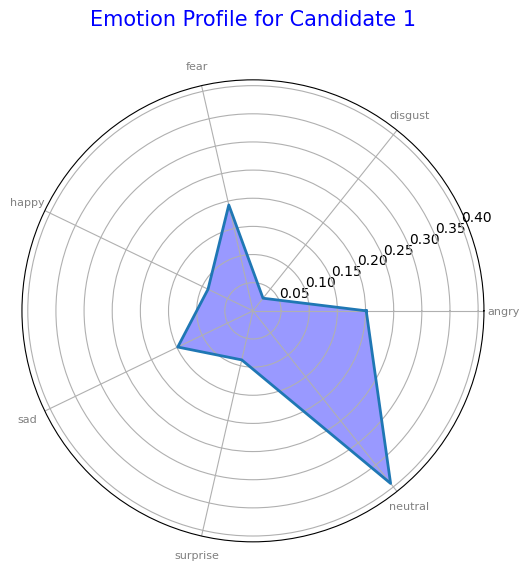 Emotion Profile for Candidate 1
fear
disgust
happy
0.40
0.35
0.30
0.25
0.20
0.15
0.10
0.05
angry
sad
neutral
surprise